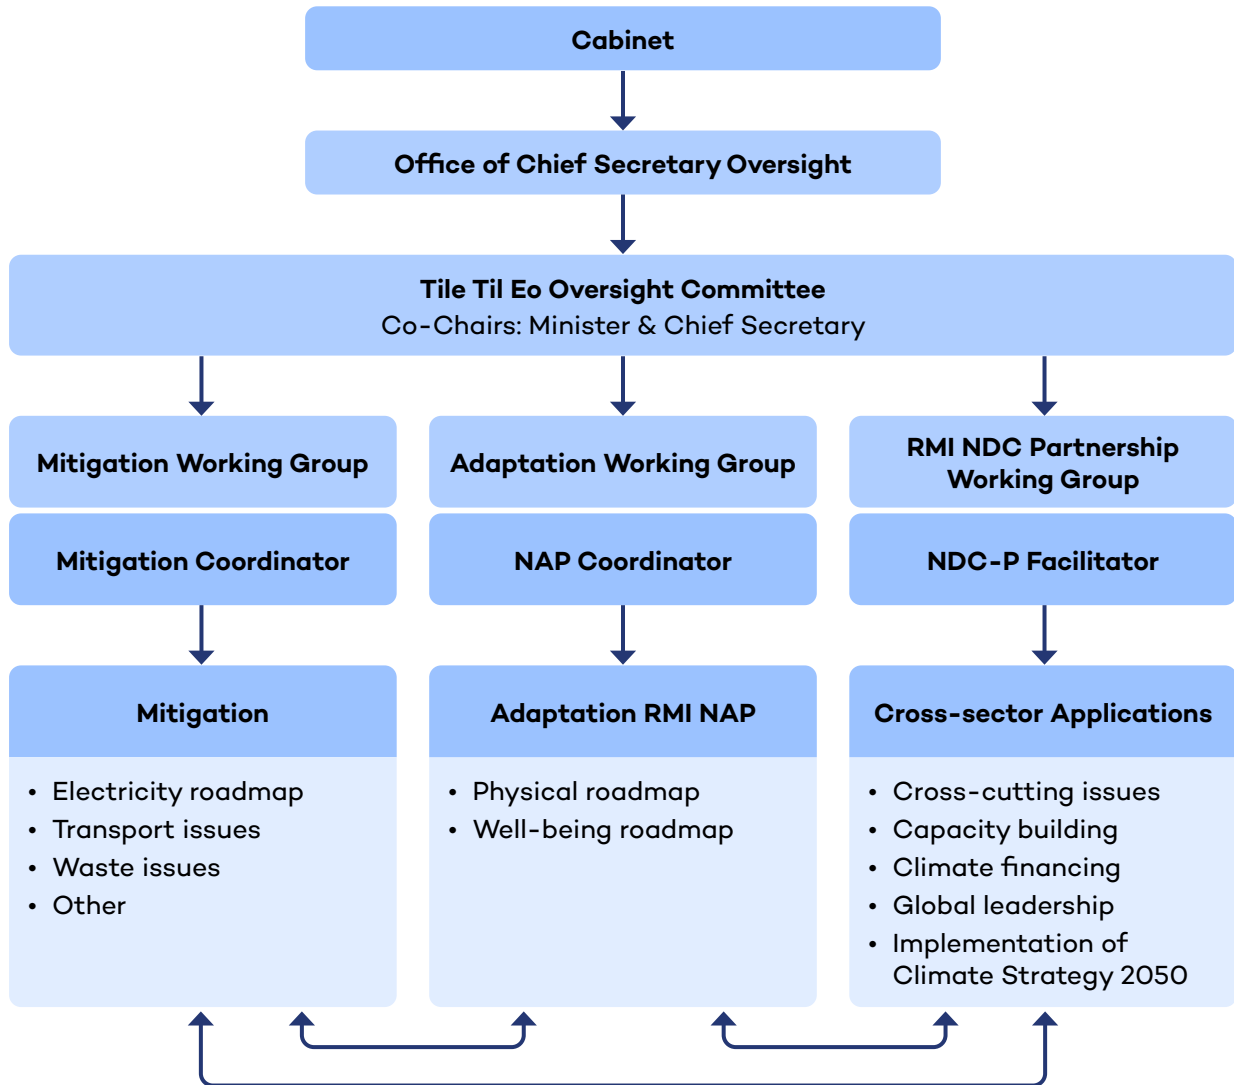 Cabinet
Office of Chief Secretary Oversight
Tile Til Eo Oversight Committee
Co-Chairs: Minister & Chief Secretary
Mitigation Working Group
Adaptation Working Group
RMI NDC Partnership
Working Group
Mitigation Coordinator
NAP Coordinator
NDC-P Facilitator
Mitigation
• Electricity roadmap
• Transport issues
• Waste issues
• Other
Adaptation RMI NAP
• Physical roadmap
• Well-being roadmap
Cross-sector Applications
• Cross-cutting issues
• Capacity building
• Climate financing
• Global leadership
• Implementation of
Climate Strategy 2050